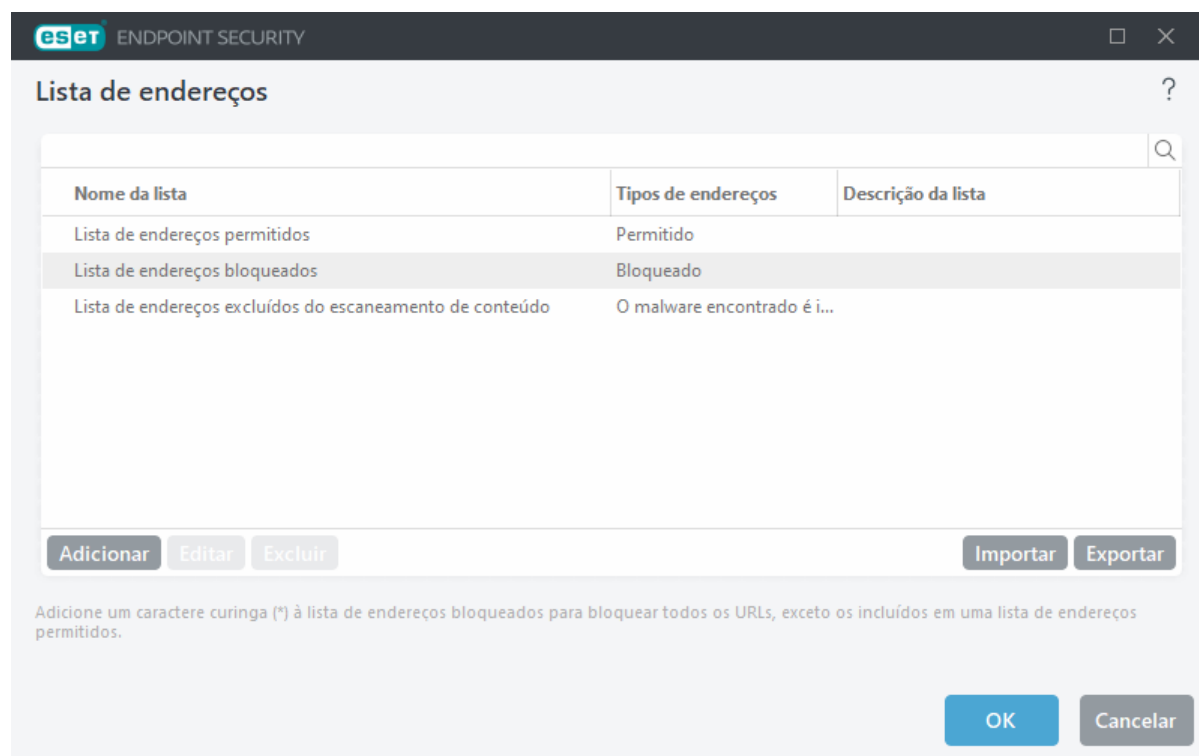 eset ENDPOINT SECURITY
Lista de endereços
?
Nome da lista Tipos de endereços Descrição da lista
Lista de endereços permitidos Permitido
Lista de endereços bloqueados Bloqueado
Lista de endereços excluídos do escaneamento de conteúdo O malware encontrado é i...
Adicionar Editar Excluir Importar Exportar
Adicione um caractere curinga (*) à lista de endereços bloqueados para bloquear todos os URLs, exceto os incluídos em uma lista de endereços
permitidos.
OK Cancelar